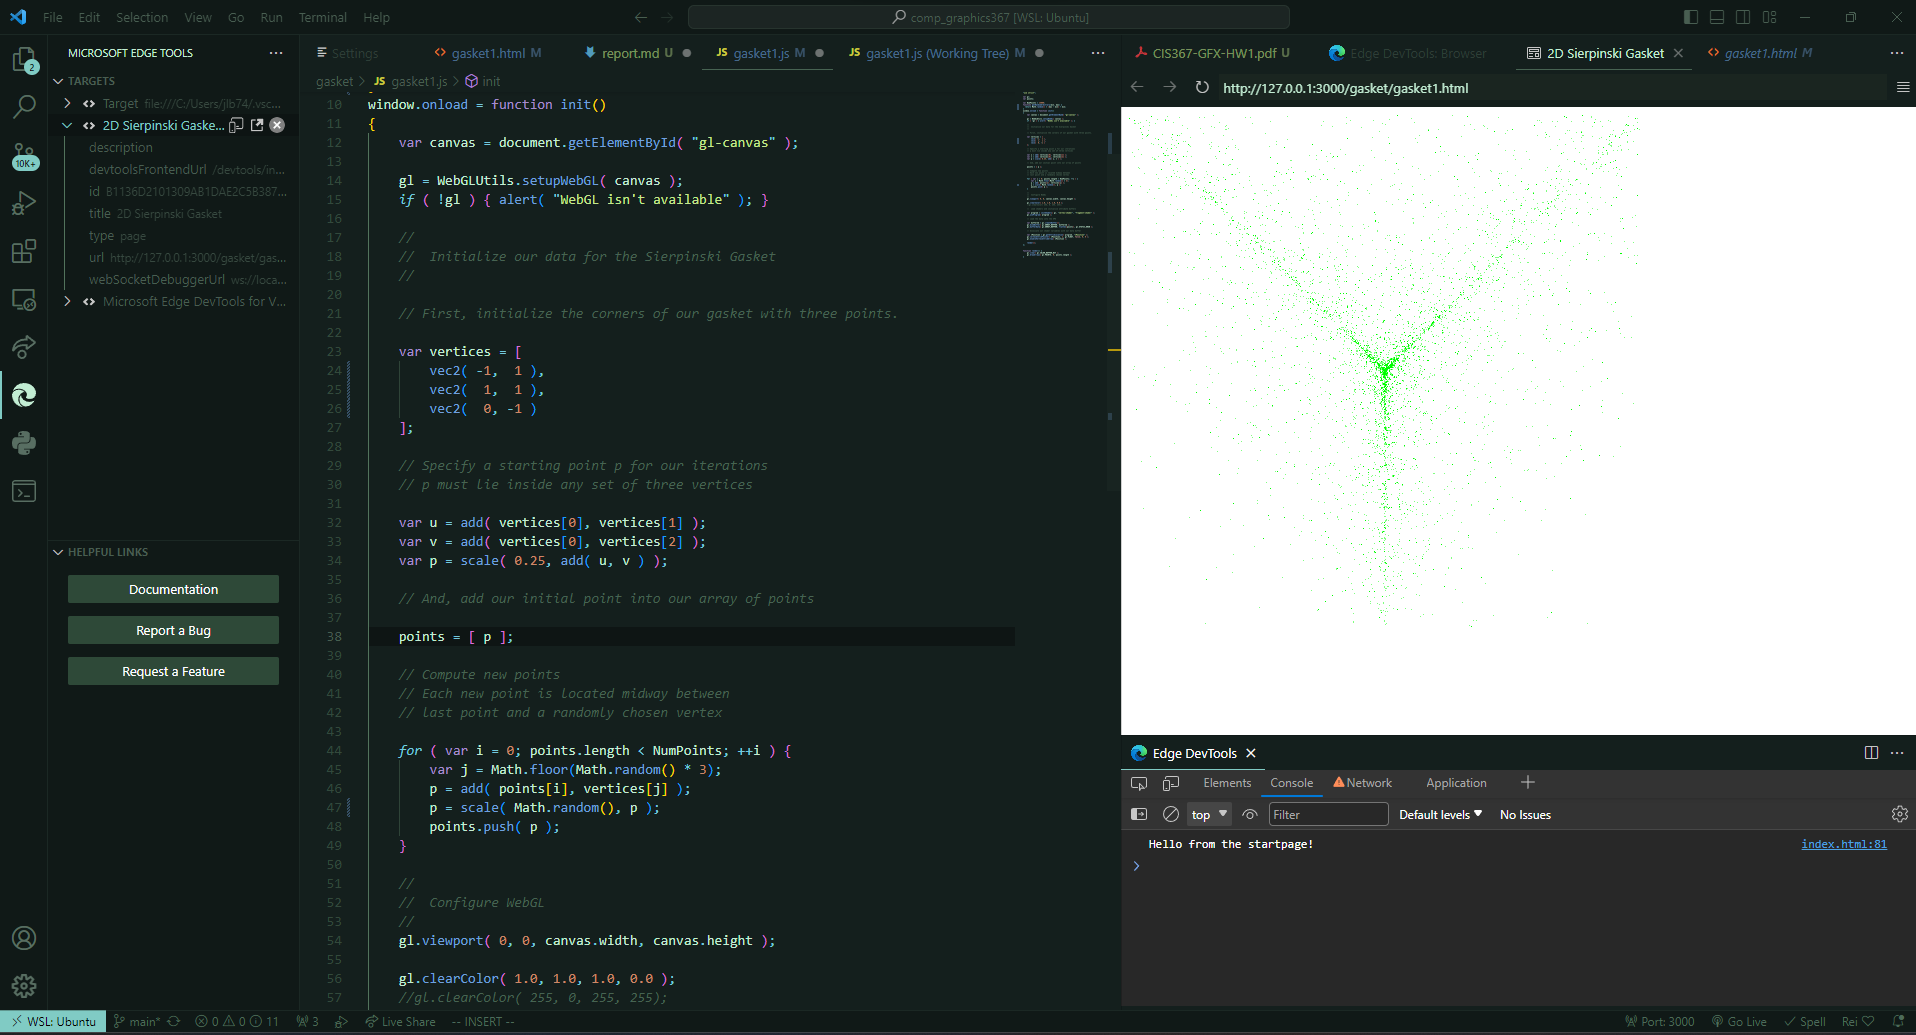 File Edit Selection View Go Run Terminal Help
comp_graphics367 [WSL: Ubuntu]
MICROSOFT EDGE TOOLS
TARGETS
Target file:///C:/Users/jlb74/.vsc...
2D Sierpinski Gaske...
description
devtoolsFrontendUrl /devtools/in...
id B1136D2101309AB1DAE2C5B387...
title 2D Sierpinski Gasket
type page
url http://127.0.0.1:3000/gasket/gas...
webSocketDebuggerUrl ws://loca...
Microsoft Edge DevTools for V...
2
10K+
HELPFUL LINKS
Documentation
Report a Bug
Request a Feature
Settings
gasket1.html M
report.md U
JS gasket1.js M
JS gasket1.js (Working Tree) M
gasket > JS gasket1.js > init
10 window.onload = function init()
11 {
12 var canvas = document.getElementById( "gl-canvas" );
13
14 gl = WebGLUtils.setupWebGL( canvas );
15 if ( !gl ) { alert( "WebGL isn't available" ); }
16
17 //
18 //  Initialize our data for the Sierpinski Gasket
19 //
20
21 // First, initialize the corners of our gasket with three points.
22
23 var vertices = [
24 vec2( -1,  1 ),
25 vec2(  1,  1 ),
26 vec2(  0, -1 )
27 ];
28
29 // Specify a starting point p for our iterations
30 // p must lie inside any set of three vertices
31
32 var u = add( vertices[0], vertices[1] );
33 var v = add( vertices[0], vertices[2] );
34 var p = scale( 0.25, add( u, v ) );
35
36 // And, add our initial point into our array of points
37
38 points = [ p ];
39
40 // Compute new points
41 // Each new point is located midway between
42 // last point and a randomly chosen vertex
43
44 for ( var i = 0; points.length < NumPoints; ++i ) {
45 var j = Math.floor(Math.random() * 3);
46 p = add( points[i], vertices[j] );
47 p = scale( Math.random(), p );
48 points.push( p );
49 }
50
51 //
52 //  Configure WebGL
53 //
54 gl.viewport( 0, 0, canvas.width, canvas.height );
55
56 gl.clearColor( 1.0, 1.0, 1.0, 0.0 );
57 //gl.clearColor( 255, 0, 255, 255);
CIS367-GFX-HW1.pdf U
Edge DevTools: Browser
2D Sierpinski Gasket
gasket1.html M
http://127.0.0.1:3000/gasket/gasket1.html
Edge DevTools
Elements Console Network Application
top Filter Default levels No Issues
Hello from the startpage! index.html:81
WSL: Ubuntu main* 0 0 11 3 Live Share -- INSERT -- Port: 3000 Go Live Spell Rei